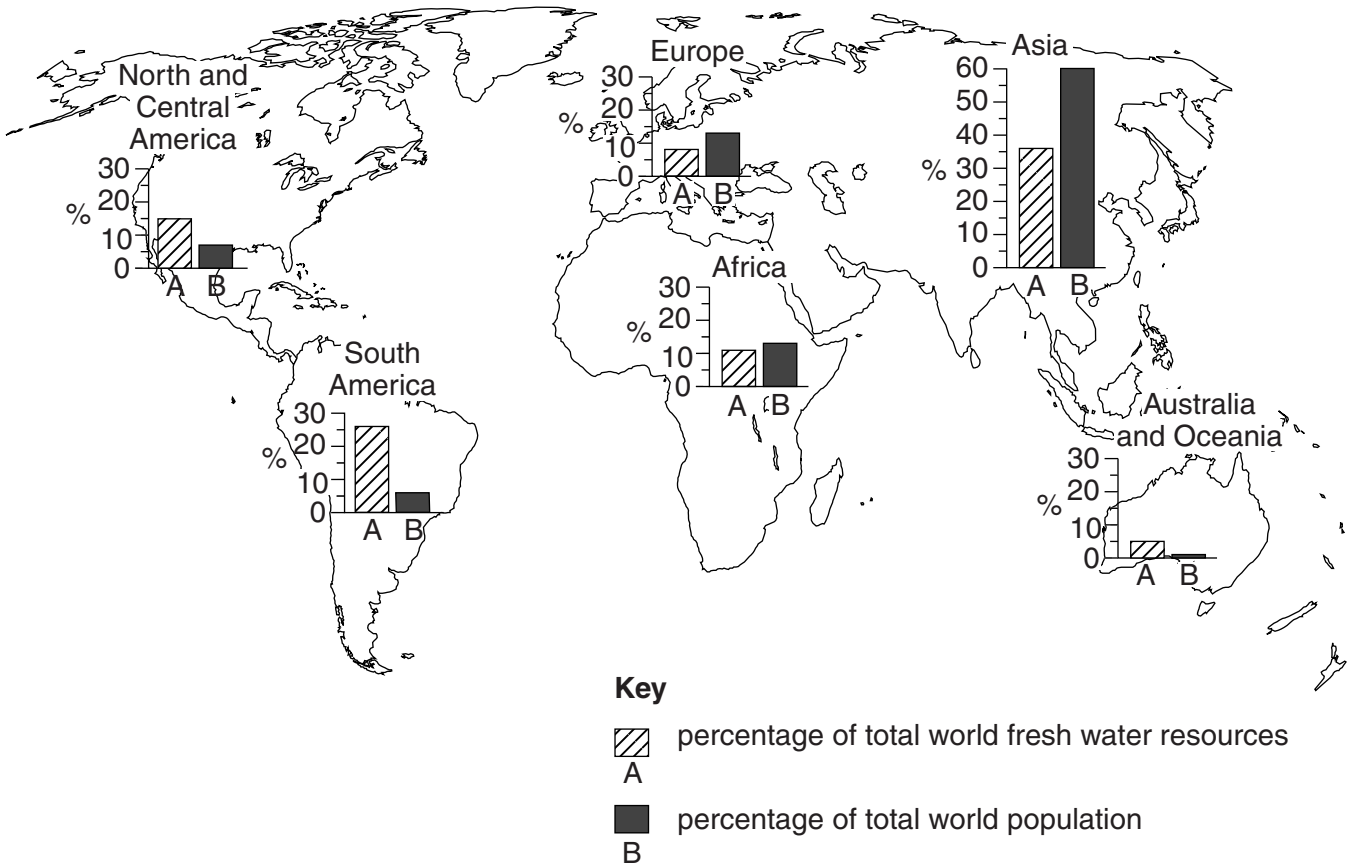 North and
Central
America
30
20
%
10
0
A B
Europe
30
20
%
10
0
A B
Asia
60
50
40
%
30
20
10
0
A B
Africa
30
20
%
10
0
A B
South
America
30
20
%
10
0
A B
Australia
and Oceania
30
20
%
10
0
A B
Key
percentage of total world fresh water resources
A
percentage of total world population
B